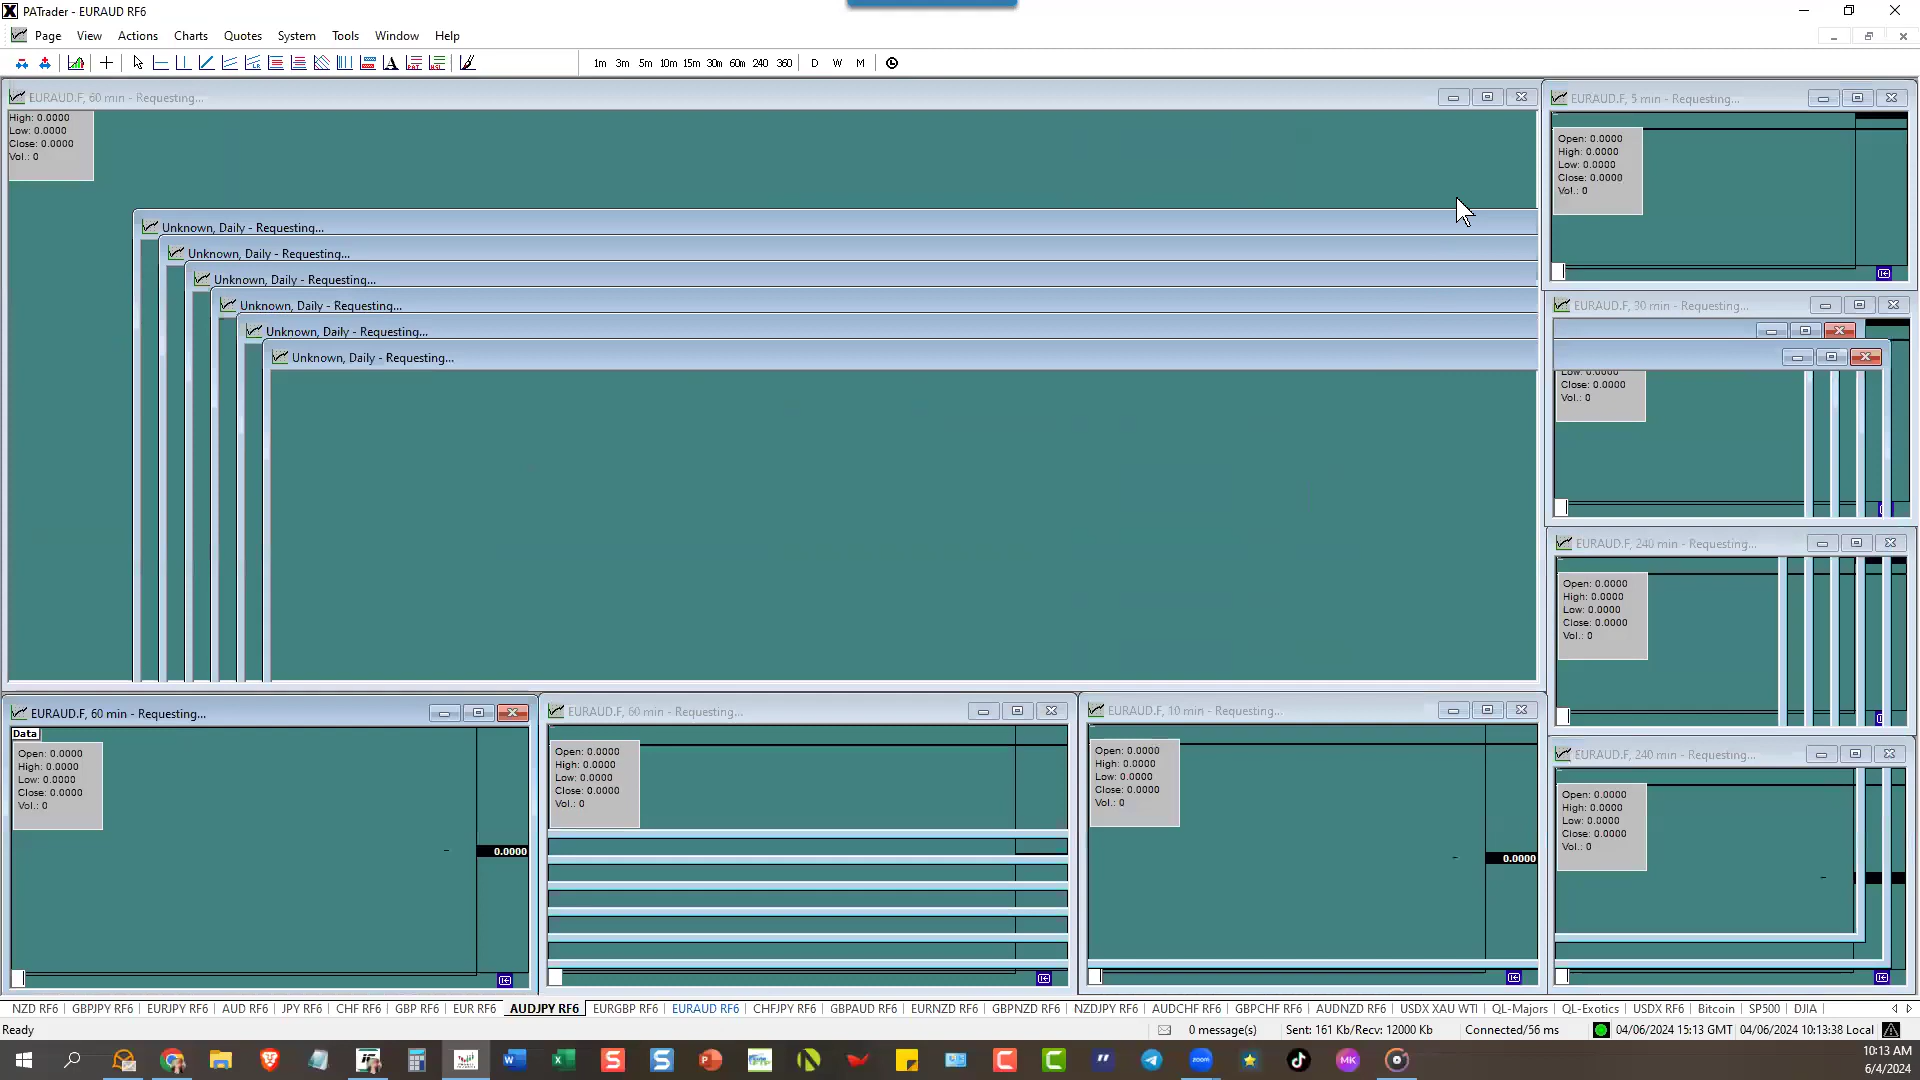 PATrader - EURAUD RF6
Page View Actions Charts Quotes System Tools Window Help
A PAT HSL
1m 3m 5m 10m 15m 30m 60m 240 360 D W M
EURAUD.F, 60 min - Requesting...
High: 0.0000
Low: 0.0000
Close: 0.0000
Vol.: 0
Unknown, Daily - Requesting...
Unknown, Daily - Requesting...
Unknown, Daily - Requesting...
Unknown, Daily - Requesting...
Unknown, Daily - Requesting...
Unknown, Daily - Requesting...
EURAUD.F, 5 min - Requesting...
Open: 0.0000
High: 0.0000
Low: 0.0000
Close: 0.0000
Vol.: 0
EURAUD.F, 30 min - Requesting...
Low: 0.0000
Close: 0.0000
Vol.: 0
EURAUD.F, 240 min - Requesting...
Open: 0.0000
High: 0.0000
Low: 0.0000
Close: 0.0000
Vol.: 0
EURAUD.F, 60 min - Requesting...
Data
Open: 0.0000
High: 0.0000
Low: 0.0000
Close: 0.0000
Vol.: 0
0.0000
EURAUD.F, 60 min - Requesting...
Open: 0.0000
High: 0.0000
Low: 0.0000
Close: 0.0000
Vol.: 0
EURAUD.F, 10 min - Requesting...
Open: 0.0000
High: 0.0000
Low: 0.0000
Close: 0.0000
Vol.: 0
0.0000
EURAUD.F, 240 min - Requesting...
Open: 0.0000
High: 0.0000
Low: 0.0000
Close: 0.0000
Vol.: 0
NZD RF6 GBPJPY RF6 EURJPY RF6 AUD RF6 JPY RF6 CHF RF6 GBP RF6 EUR RF6 AUDJPY RF6 EURGBP RF6 EURAUD RF6 CHFJPY RF6 GBPAUD RF6 EURNZD RF6 GBPNZD RF6 NZDJPY RF6 AUDCHF RF6 GBPCHF RF6 AUDNZD RF6 USDX XAU WTI QL-Majors QL-Exotics USDX RF6 Bitcoin SP500 DJIA
Ready 0 message(s) Sent: 161 Kb/Recv: 12000 Kb Connected/56 ms 04/06/2024 15:13 GMT 04/06/2024 10:13:38 Local
zoom MK
10:13 AM
6/4/2024